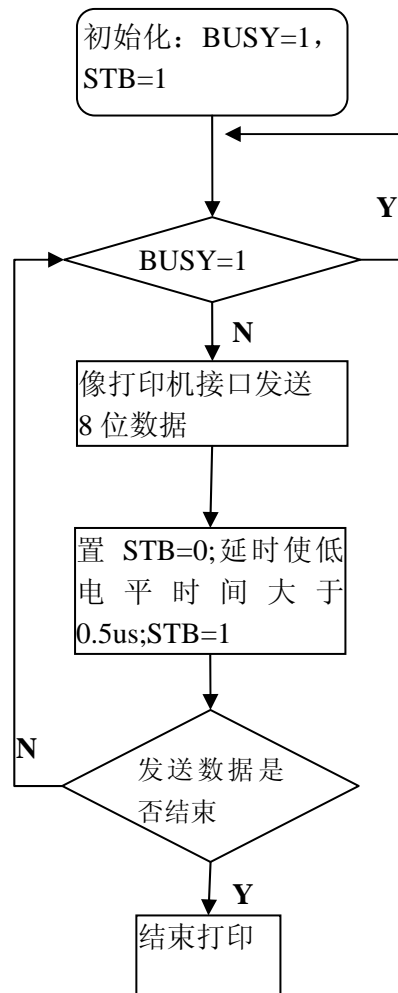 初始化：BUSY=1，
STB=1
Y
BUSY=1
N
像打印机接口发送
8 位数据
置 STB=0;延时使低
电平时间大于
0.5us;STB=1
N
发送数据是
否结束
Y
结束打印